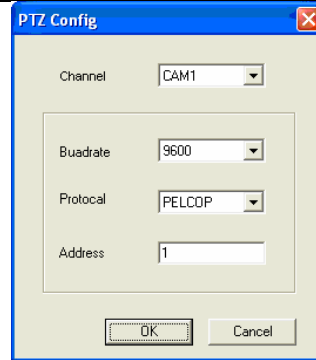 PTZ Config
Channel CAM1
Buadrate 9600
Protocal PELCOP
Address 1
OK Cancel